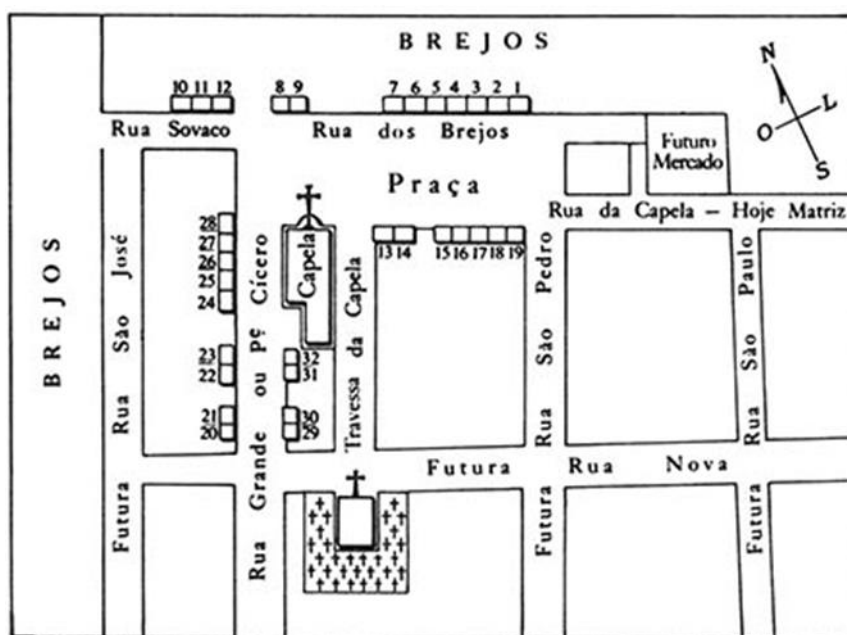 BREJOS
N
L
O
S
10 11 12
8 9
7 6 5 4 3 2 1
Rua Sovaco
Rua dos Brejos
Futuro
Mercado
Praça
Rua da Capela – Hoje Matriz
BREJOS
Futura Rua São José
28
27
26
25
24
23
22
21
20
Rua Grande ou Pe. Cícero
Capela
32
31
30
29
Travessa da Capela
13 14
15 16 17 18 19
Futura Rua São Pedro
Futura Rua São Paulo
Futura Rua Nova